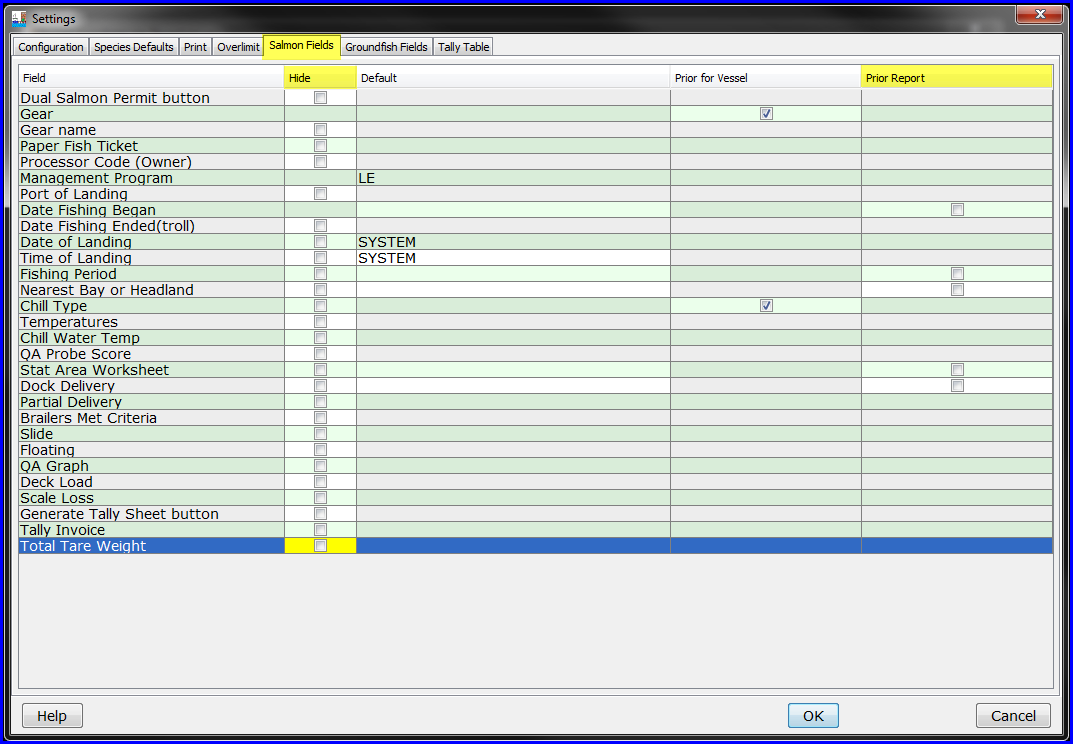 Settings
Configuration Species Defaults Print Overlimit Salmon Fields Groundfish Fields Tally Table
Field Hide Default Prior for Vessel Prior Report
Dual Salmon Permit button
Gear
Gear name
Paper Fish Ticket
Processor Code (Owner)
Management Program LE
Port of Landing
Date Fishing Began
Date Fishing Ended(troll)
Date of Landing SYSTEM
Time of Landing SYSTEM
Fishing Period
Nearest Bay or Headland
Chill Type
Temperatures
Chill Water Temp
QA Probe Score
Stat Area Worksheet
Dock Delivery
Partial Delivery
Brailers Met Criteria
Slide
Floating
QA Graph
Deck Load
Scale Loss
Generate Tally Sheet button
Tally Invoice
Total Tare Weight
Help OK Cancel